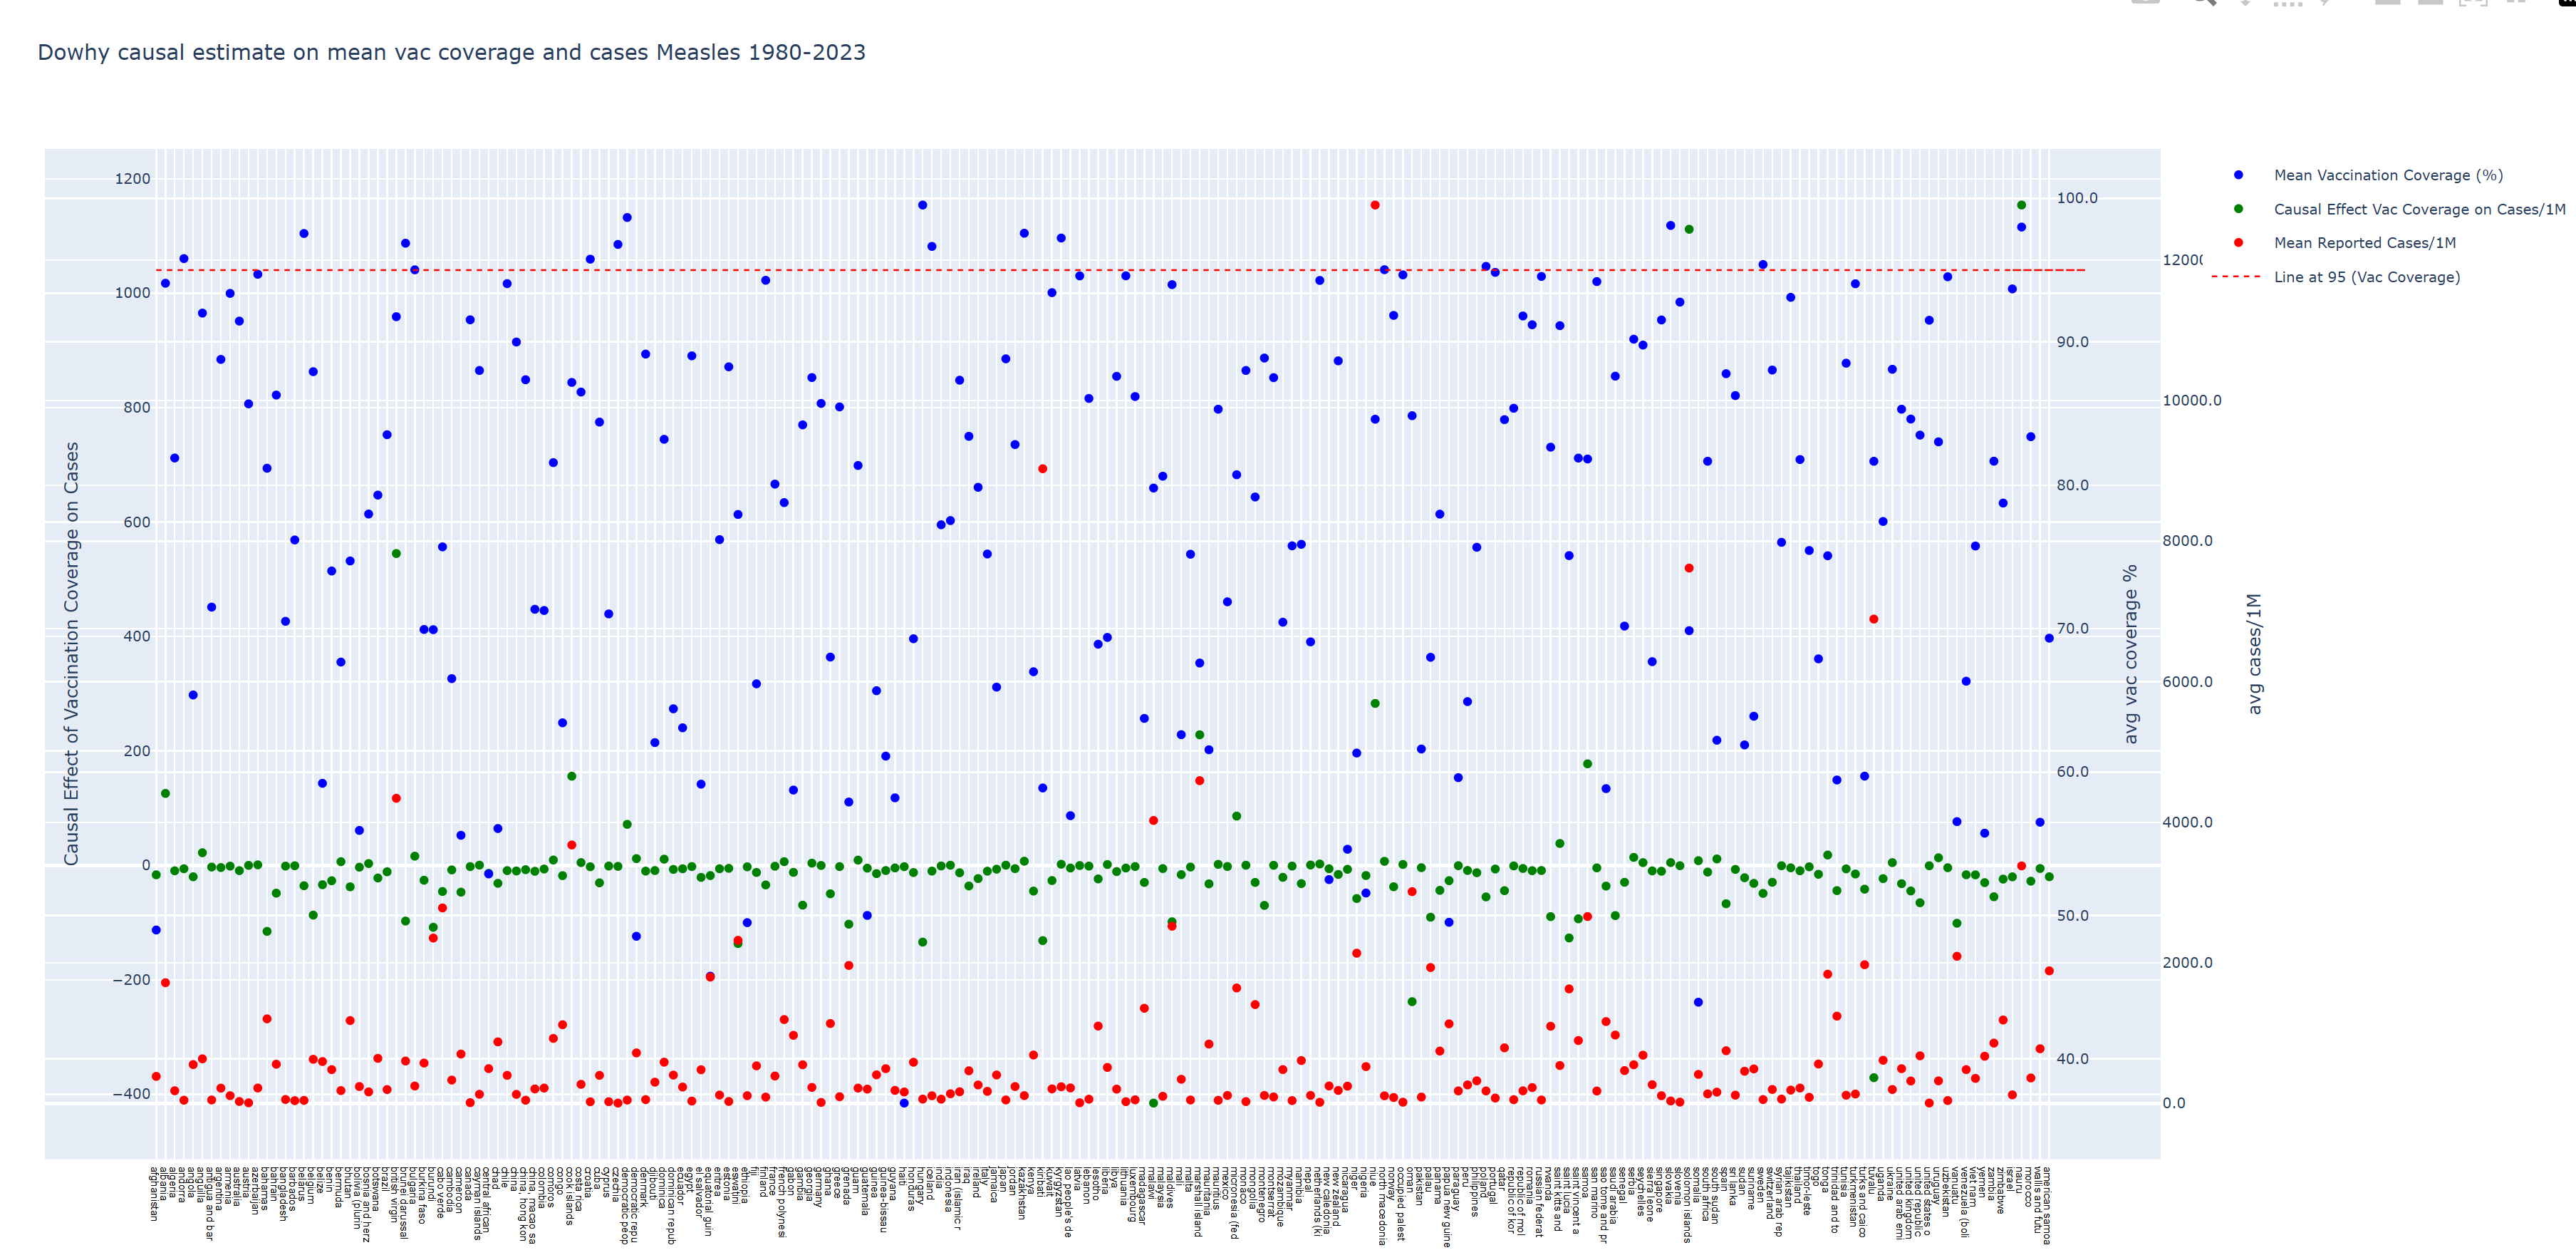 Dowhy causal estimate on mean vac coverage and cases Measles 1980-2023
Mean Vaccination Coverage (%)
Causal Effect Vac Coverage on Cases/1M
Mean Reported Cases/1M
Line at 95 (Vac Coverage)
Causal Effect of Vaccination Coverage on Cases
1200
1000
800
600
400
200
0
−200
−400
avg vac coverage %
100.0
90.0
80.0
70.0
60.0
50.0
40.0
avg cases/1M
1200
10000.0
8000.0
6000.0
4000.0
2000.0
0.0
afghanistan
albania
algeria
andorra
angola
anguilla
antigua and bar
argentina
armenia
australia
austria
azerbaijan
bahamas
bahrain
bangladesh
barbados
belarus
belgium
belize
benin
bermuda
bhutan
bolivia (plurin
bosnia and herz
botswana
brazil
british virgin
brunei darussal
bulgaria
burkina faso
burundi
cabo verde
cambodia
cameroon
canada
cayman islands
central african
chad
chile
china
china, hong kon
china, macao sa
colombia
comoros
congo
cook islands
costa rica
croatia
cuba
cyprus
czechia
democratic peop
democratic repu
denmark
djibouti
dominica
dominican repub
ecuador
egypt
el salvador
equatorial guin
eritrea
estonia
eswatini
ethiopia
fiji
finland
france
french polynesi
gabon
gambia
georgia
germany
ghana
greece
grenada
guam
guatemala
guinea
guinea-bissau
guyana
haiti
honduras
hungary
iceland
india
indonesia
iran (islamic r
iraq
ireland
italy
jamaica
japan
jordan
kazakhstan
kenya
kiribati
kuwait
kyrgyzstan
lao people's de
latvia
lebanon
lesotho
liberia
libya
lithuania
luxembourg
madagascar
malawi
malaysia
maldives
mali
malta
marshall island
mauritania
mauritius
mexico
micronesia (fed
monaco
mongolia
montenegro
montserrat
mozambique
myanmar
namibia
nepal
netherlands (ki
new caledonia
new zealand
nicaragua
niger
nigeria
niue
north macedonia
norway
occupied palest
oman
pakistan
palau
panama
papua new guine
paraguay
peru
philippines
poland
portugal
qatar
republic of kor
republic of mol
romania
russian federat
rwanda
saint kitts and
saint lucia
saint vincent a
samoa
san marino
sao tome and pr
saudi arabia
senegal
serbia
seychelles
sierra leone
singapore
slovakia
slovenia
solomon islands
somalia
south africa
south sudan
spain
sri lanka
sudan
suriname
sweden
switzerland
syrian arab rep
tajikistan
thailand
timor-leste
togo
tonga
trinidad and to
tunisia
turkmenistan
turks and caico
tuvalu
uganda
ukraine
united arab emi
united kingdom
united republic
united states o
uruguay
uzbekistan
vanuatu
venezuela (boli
viet nam
yemen
zambia
zimbabwe
israel
nauru
morocco
wallis and futu
american samoa